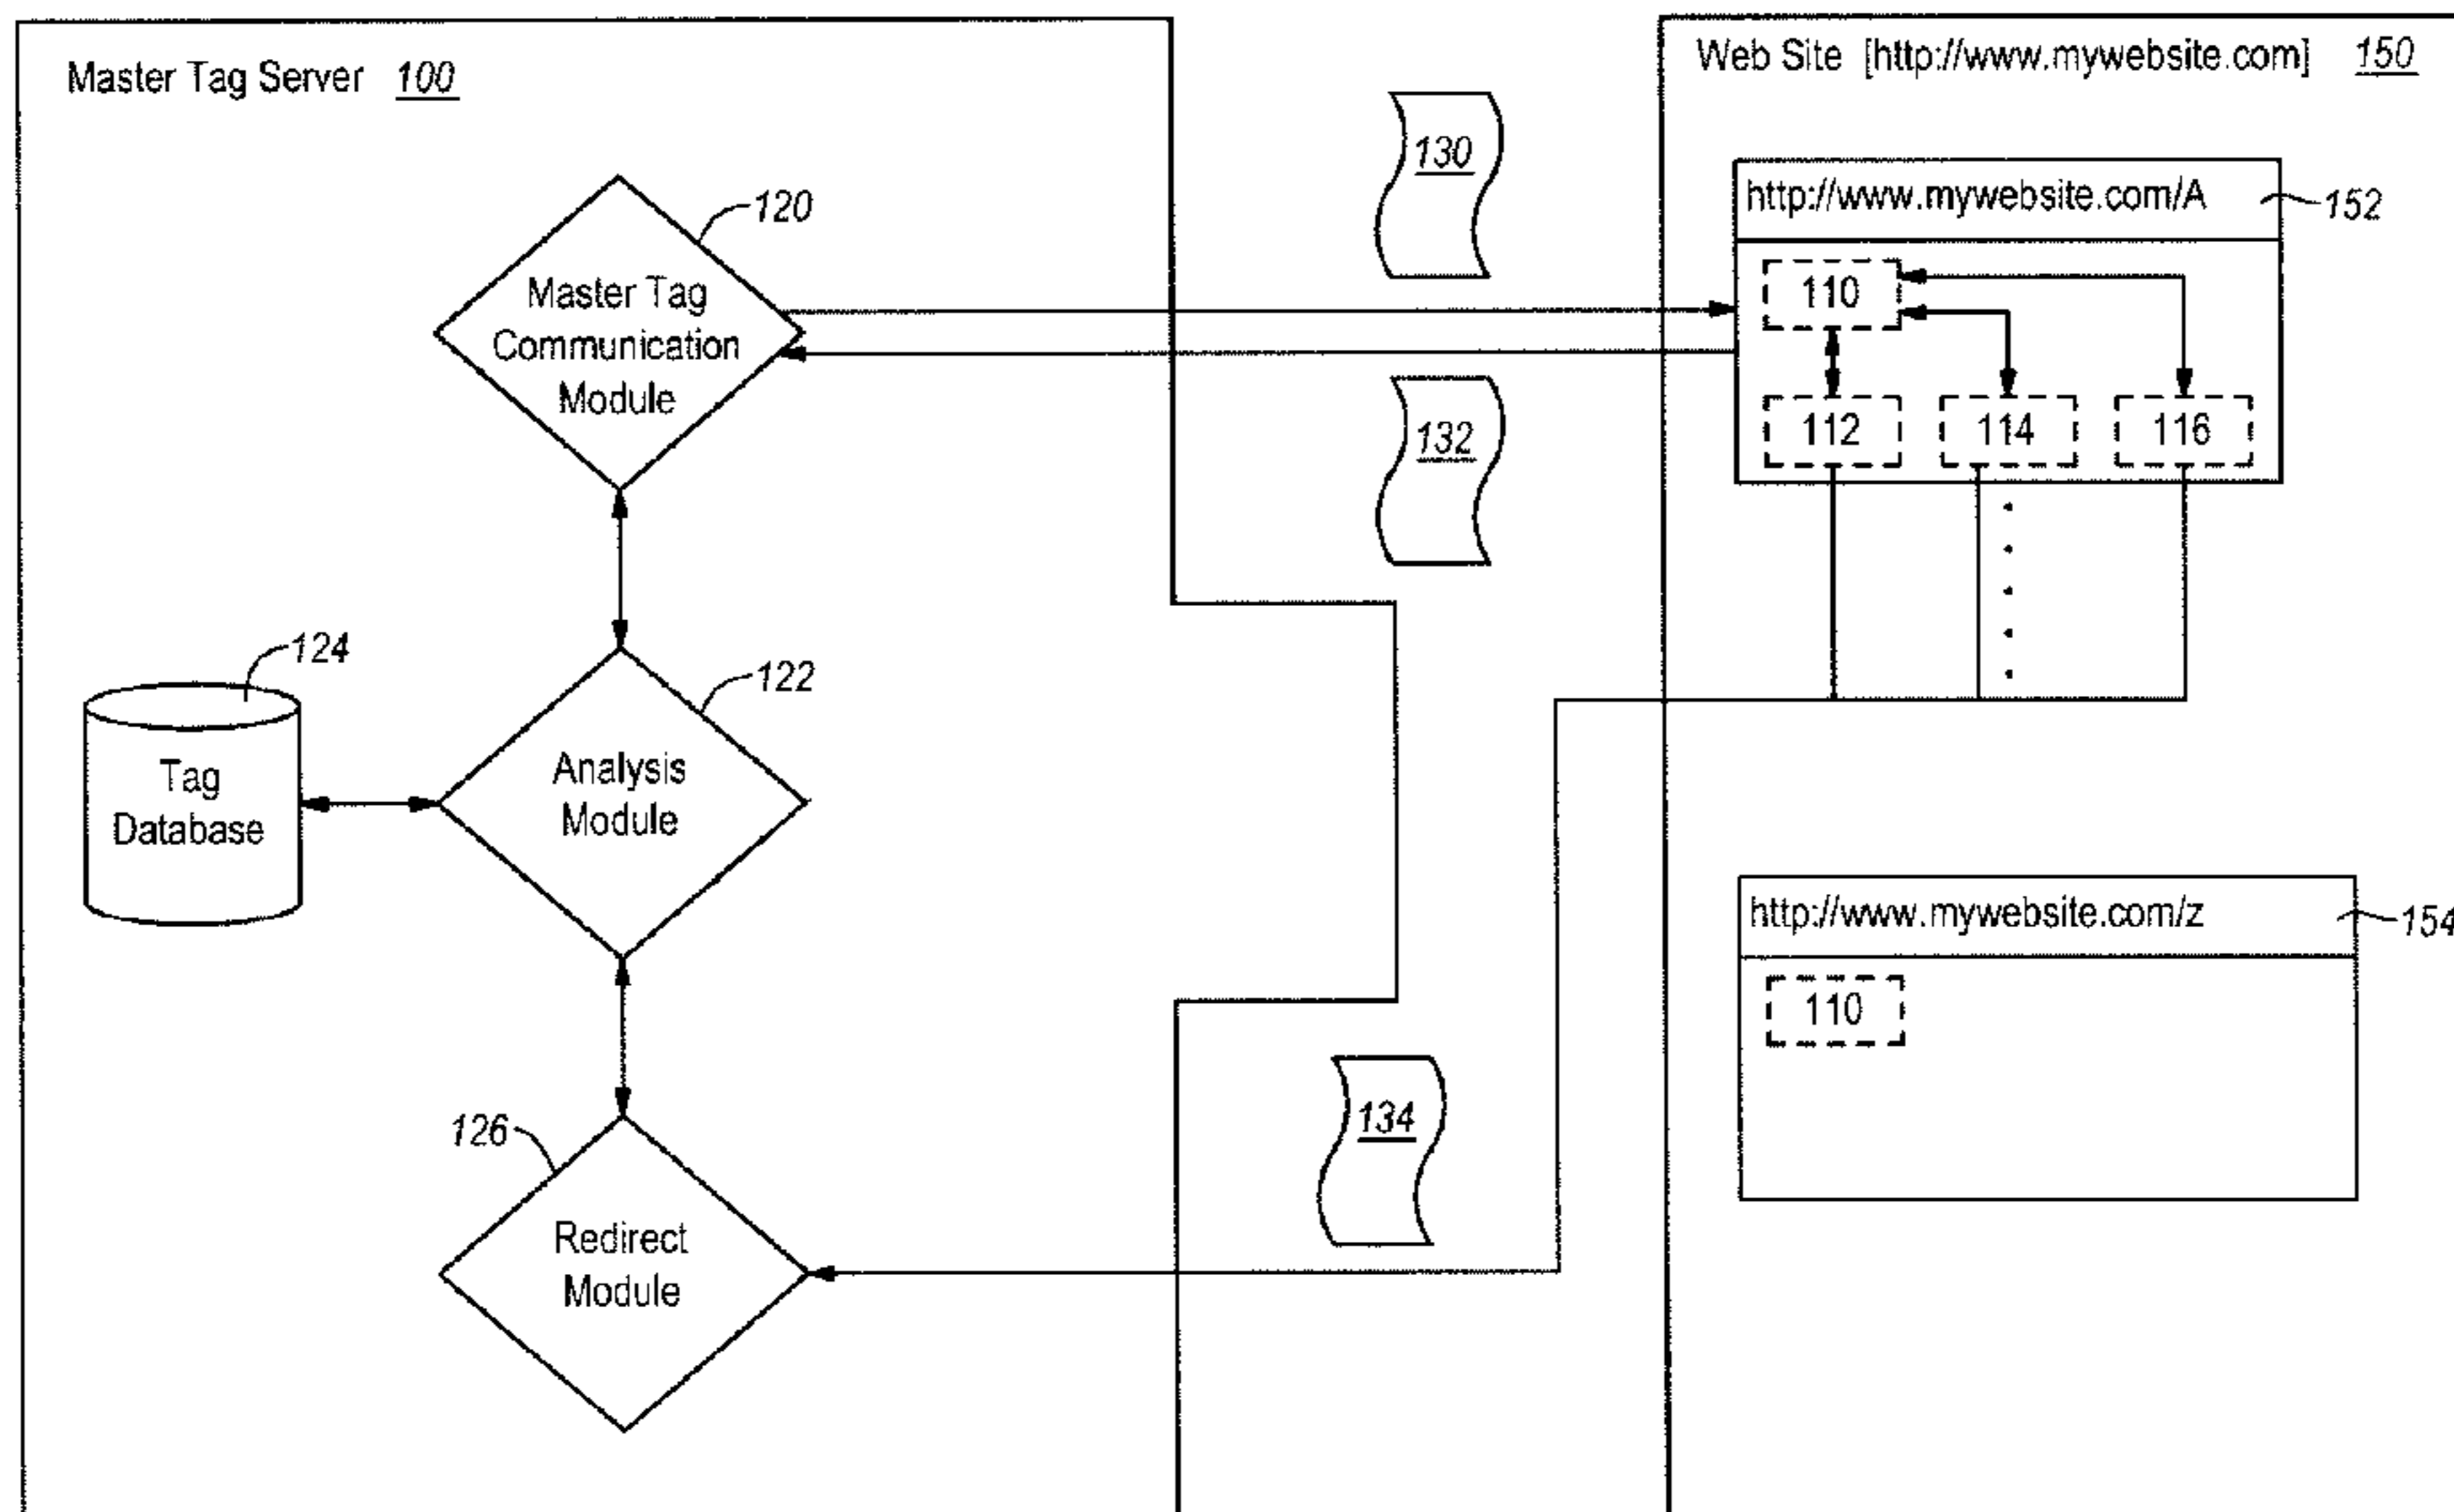 Master Tag Server 100
Web Site [http://www.mywebsite.com] 150
130
http://www.mywebsite.com/A
152
120
Master Tag
Communication
Module
110
132
112
114
116
124
122
Tag
Database
Analysis
Module
http://www.mywebsite.com/z
154
110
134
126
Redirect
Module